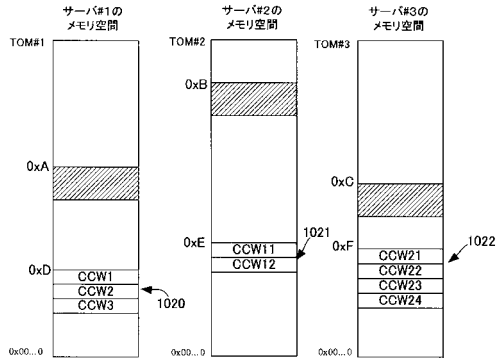 サーバ#1の
メモリ空間
TOM#1
0xA
0xD
CCW1
CCW2
CCW3
1020
0x00...0
サーバ#2の
メモリ空間
TOM#2
0xB
0xE
CCW11
CCW12
1021
0x00...0
サーバ#3の
メモリ空間
TOM#3
0xC
0xF
CCW21
CCW22
CCW23
CCW24
1022
0x00...0